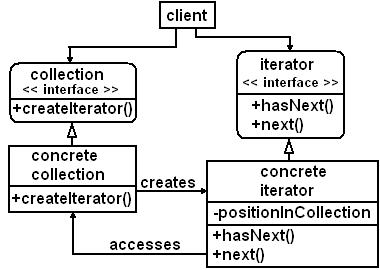 client
collection
<< interface >>
+createIterator()
iterator
<< interface >>
+hasNext()
+next()
concrete
collection
+createIterator()
creates
accesses
concrete
iterator
-positionInCollection
+hasNext()
+next()